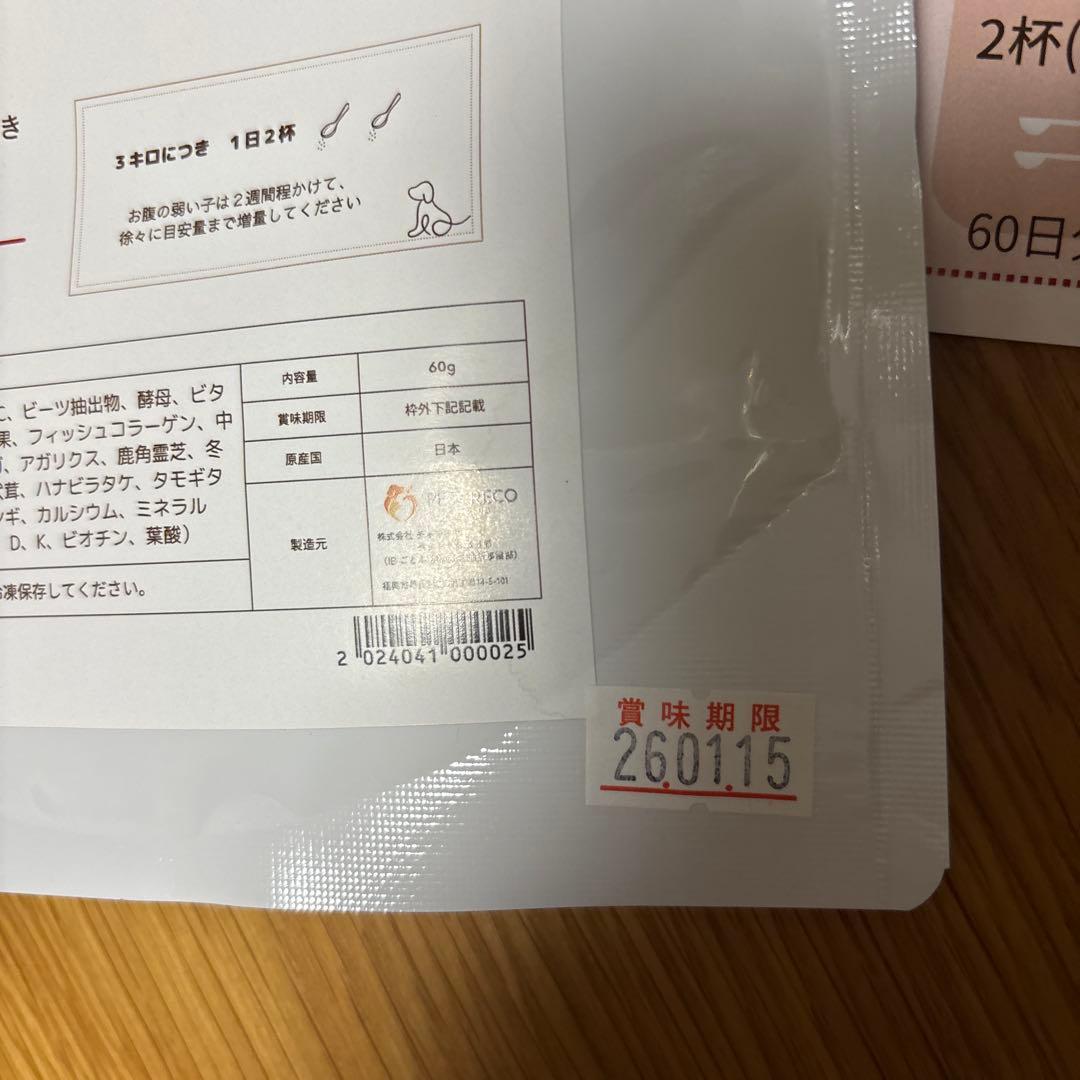 き
3キロにつき 1日2杯
お腹の弱い子は2週間程かけて、
徐々に目安量まで増量してください
2杯(
60日分
、ビーツ抽出物、酵母、ビタ
果、フィッシュコラーゲン、中
、アガリクス、鹿角霊芝、冬
茸、ハナビラタケ、タモギタ
ンギ、カルシウム、ミネラル
D、K、ビオチン、葉酸）
冷凍保存してください。
内容量 60g
賞味期限 枠外下記記載
原産国 日本
製造元
RECO
株式会社
2 024041 000025
賞味期限
26.01.15